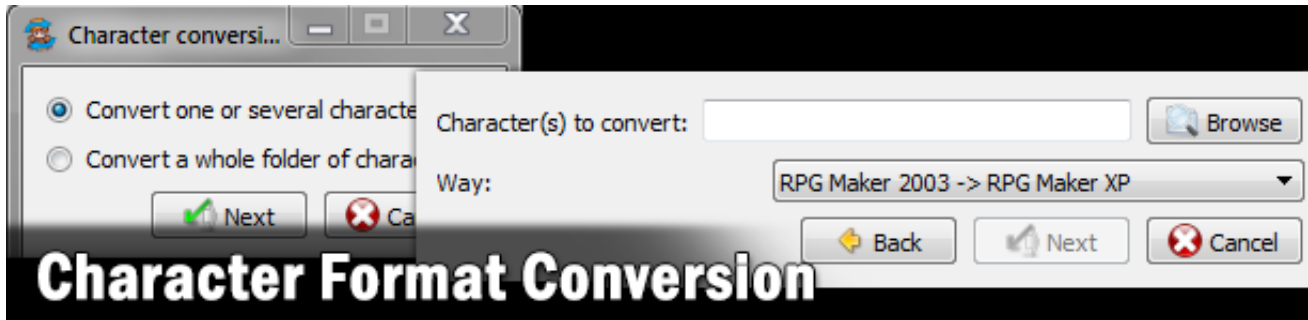 Character conversi...
Convert one or several characte
Convert a whole folder of chara
Next
Ca
Character(s) to convert:
Browse
Way:
RPG Maker 2003 -> RPG Maker XP
Back
Next
Cancel
Character Format Conversion